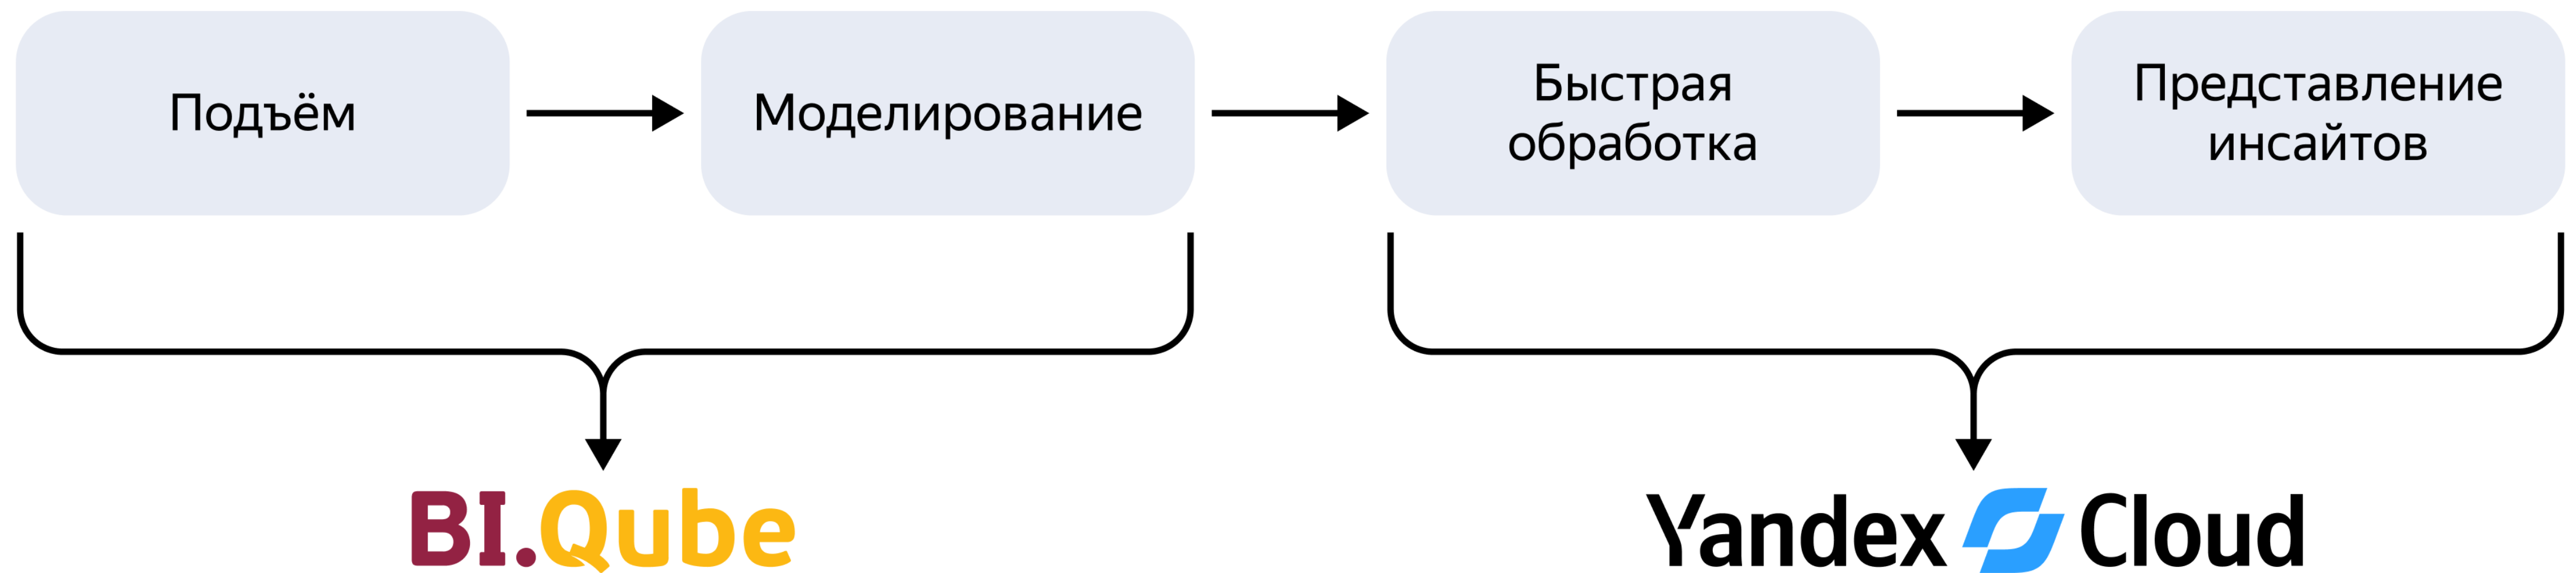 Подъём
Моделирование
Быстрая
обработка
Представление
инсайтов
BI.Qube
Yandex Cloud